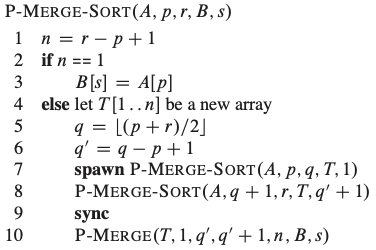 P-MERGE-SORT(A, p, r, B, s)
1 n = r − p + 1
2 if n == 1
3 B[s] = A[p]
4 else let T[1 . . n] be a new array
5 q = ⌊(p + r)/2⌋
6 q′ = q − p + 1
7 spawn P-MERGE-SORT(A, p, q, T, 1)
8 P-MERGE-SORT(A, q + 1, r, T, q′ + 1)
9 sync
10 P-MERGE(T, 1, q′, q′ + 1, n, B, s)